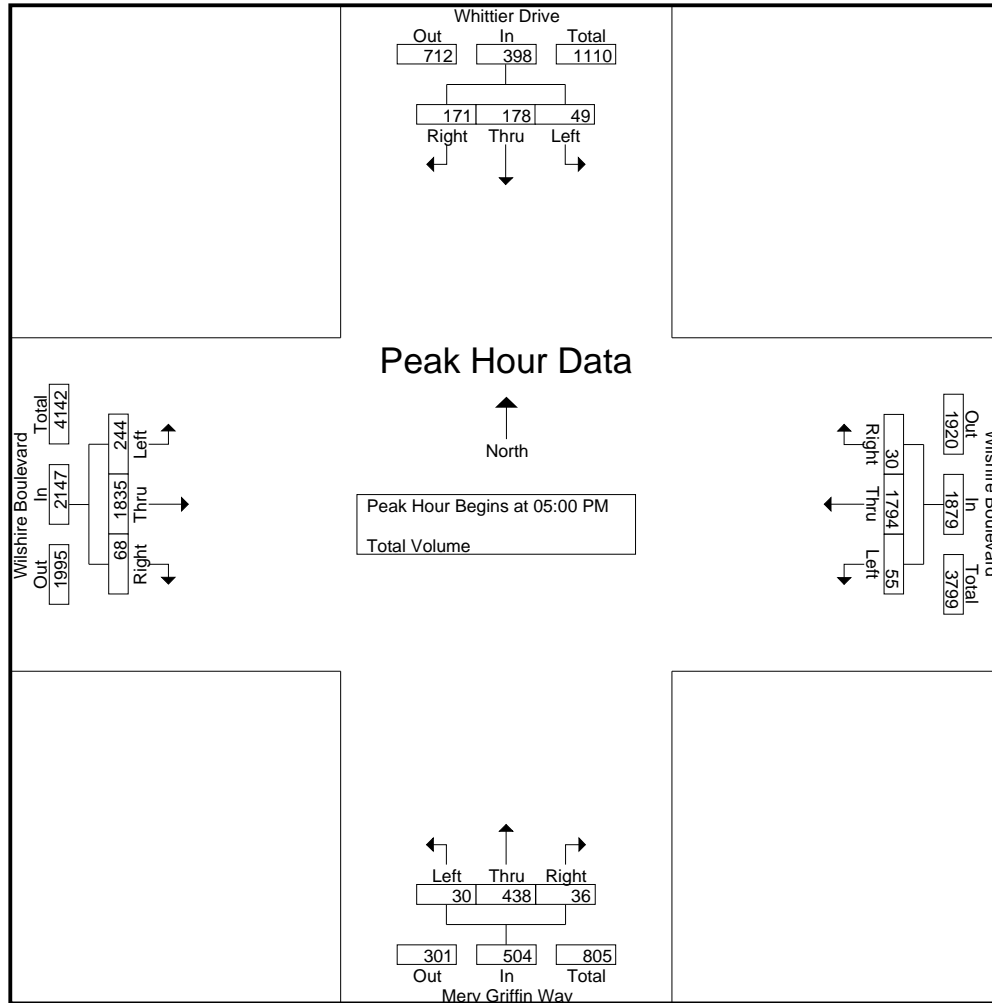 Whittier Drive
Out In Total
712 398 1110
171 178 49
Right Thru Left
Peak Hour Data
North
Peak Hour Begins at 05:00 PM
Total Volume
Wilshire Boulevard
Total In Out
4142 2147 1995
244 1835 68
Left Thru Right
Right Thru Left
30 1794 55
Out In Total
1920 1879 3799
Wilshire Boulevard
Left Thru Right
30 438 36
301 504 805
Out In Total
Merv Griffin Way